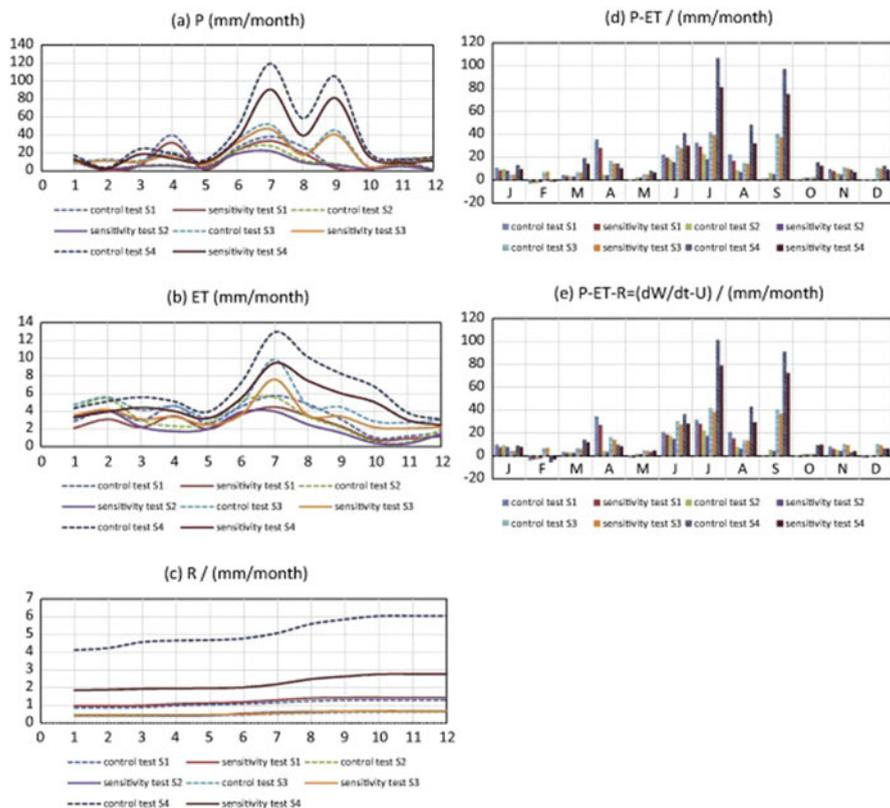 (a) P (mm/month)
140
120
100
80
60
40
20
0
0 1 2 3 4 5 6 7 8 9 10 11 12
control test S1 sensitivity test S1 control test S2
sensitivity test S2 control test S3 sensitivity test S3
control test S4 sensitivity test S4
(b) ET (mm/month)
14
12
10
8
6
4
2
0
0 1 2 3 4 5 6 7 8 9 10 11 12
control test S1 sensitivity test S1 control test S2
sensitivity test S2 control test S3 sensitivity test S3
control test S4 sensitivity test S4
(c) R / (mm/month)
7
6
5
4
3
2
1
0
0 1 2 3 4 5 6 7 8 9 10 11 12
control test S1 sensitivity test S1 control test S2
sensitivity test S2 control test S3 sensitivity test S3
control test S4 sensitivity test S4
(d) P-ET / (mm/month)
120
100
80
60
40
20
0
-20
J F M A M J J A S O N D
control test S1 sensitivity test S1 control test S2 sensitivity test S2
control test S3 sensitivity test S3 control test S4 sensitivity test S4
(e) P-ET-R=(dW/dt-U) / (mm/month)
120
100
80
60
40
20
0
-20
J F M A M J J A S O N D
control test S1 sensitivity test S1 control test S2 sensitivity test S2
control test S3 sensitivity test S3 control test S4 sensitivity test S4